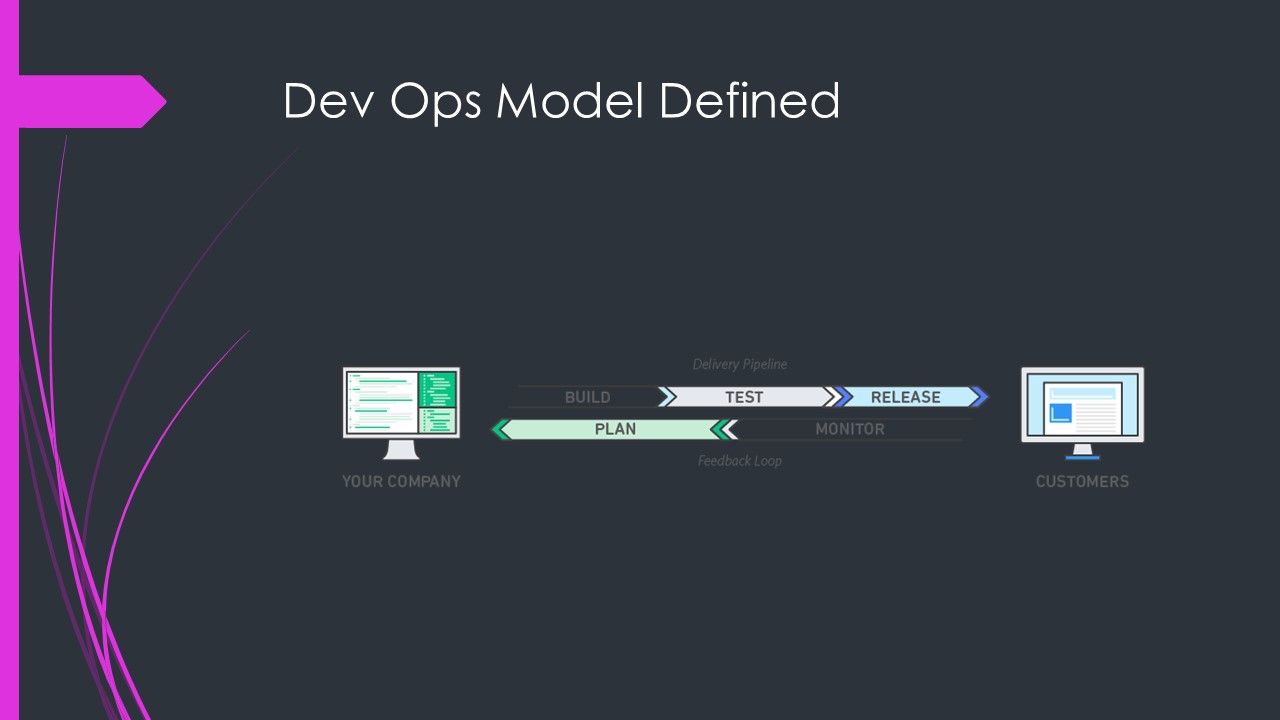 Dev Ops Model Defined
Delivery Pipeline
BUILD TEST RELEASE
PLAN MONITOR
Feedback Loop
YOUR COMPANY
CUSTOMERS